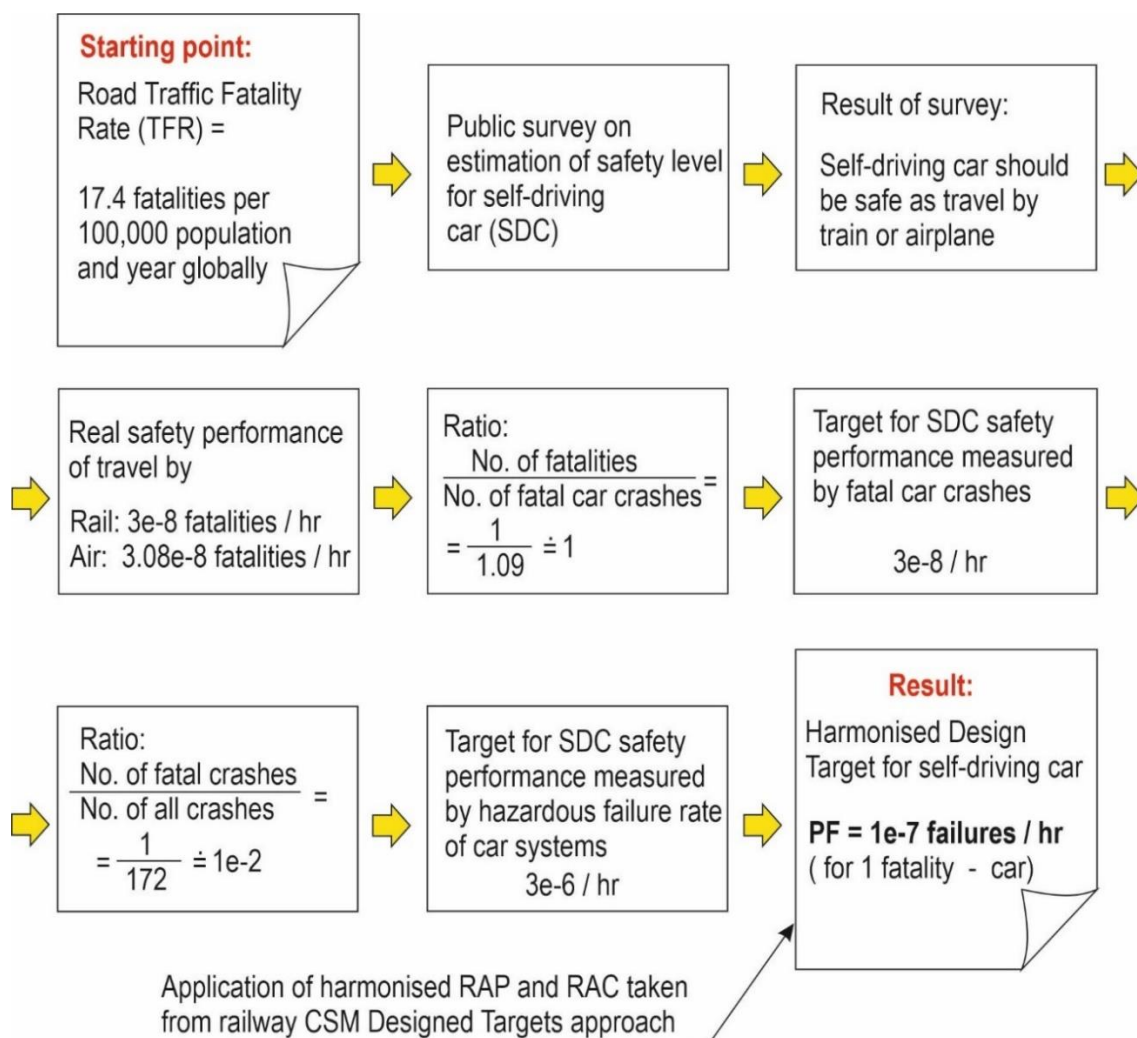 Starting point:
Road Traffic Fatality
Rate (TFR) =
17.4 fatalities per
100,000 population
and year globally
Public survey on
estimation of safety level
for self-driving
car (SDC)
Result of survey:
Self-driving car should
be safe as travel by
train or airplane
Real safety performance
of travel by
Rail: 3e-8 fatalities / hr
Air: 3.08e-8 fatalities / hr
Ratio:
No. of fatalities
No. of fatal car crashes =
= 1
1.09 ≐ 1
Target for SDC safety
performance measured
by fatal car crashes
3e-8 / hr
Ratio:
No. of fatal crashes
No. of all crashes =
= 1
172 ≐ 1e-2
Target for SDC safety
performance measured
by hazardous failure rate
of car systems
3e-6 / hr
Result:
Harmonised Design
Target for self-driving car
PF = 1e-7 failures / hr
( for 1 fatality - car)
Application of harmonised RAP and RAC taken
from railway CSM Designed Targets approach